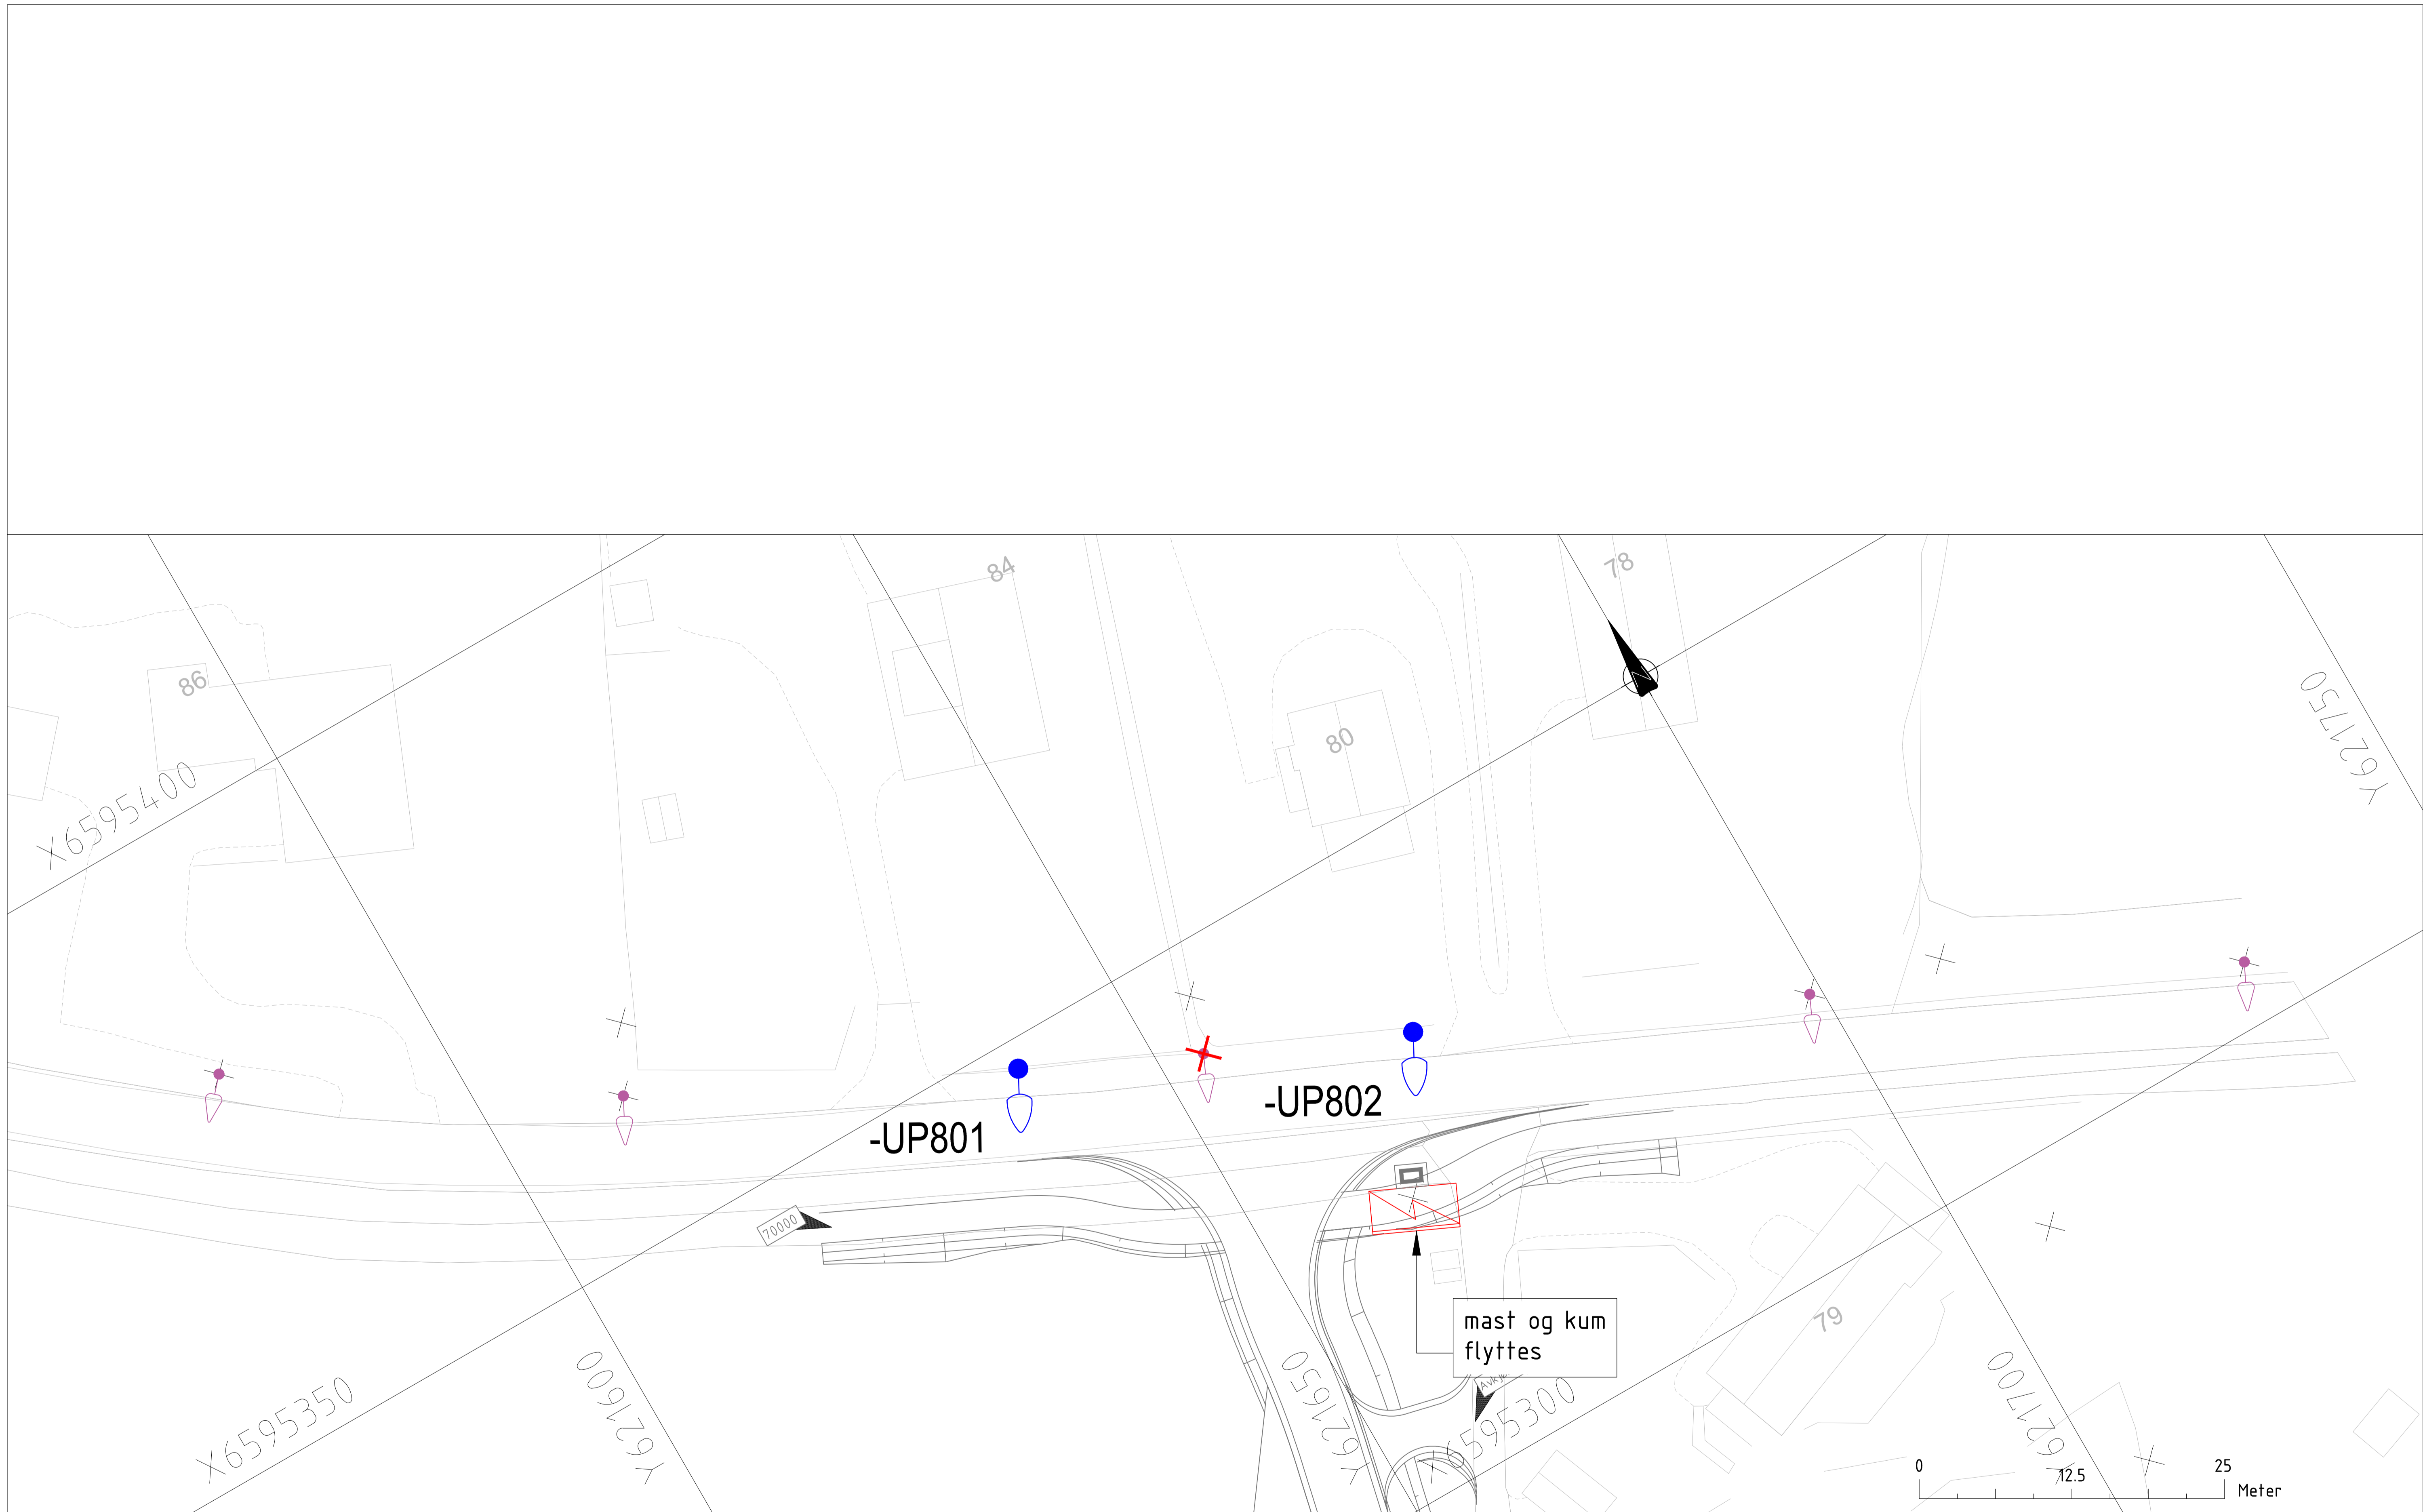 84
78
86
Y621750
80
X6595400
-UP802
-UP801
70000
mast og kum
flyttes
79
X6595350
Y621600
Y621650
X6595300
Y621700
0
12.5
25
Meter